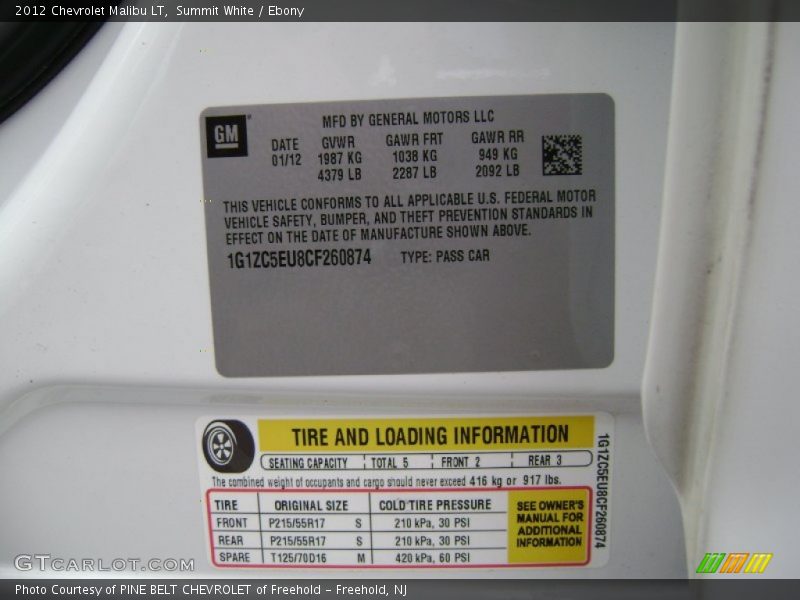 2012 Chevrolet Malibu LT, Summit White / Ebony
GM
MFD BY GENERAL MOTORS LLC
DATE GVWR GAWR FRT GAWR RR
01/12 1987 KG 1038 KG 949 KG
4379 LB 2287 LB 2092 LB
THIS VEHICLE CONFORMS TO ALL APPLICABLE U.S. FEDERAL MOTOR
VEHICLE SAFETY, BUMPER, AND THEFT PREVENTION STANDARDS IN
EFFECT ON THE DATE OF MANUFACTURE SHOWN ABOVE.
1G1ZC5EU8CF260874 TYPE: PASS CAR
TIRE AND LOADING INFORMATION
SEATING CAPACITY TOTAL 5 FRONT 2 REAR 3
The combined weight of occupants and cargo should never exceed 416 kg or 917 lbs.
TIRE ORIGINAL SIZE COLD TIRE PRESSURE
FRONT P215/55R17 S 210 kPa, 30 PSI
REAR P215/55R17 S 210 kPa, 30 PSI
SPARE T125/70D16 M 420 kPa, 60 PSI
SEE OWNER'S
MANUAL FOR
ADDITIONAL
INFORMATION
1G1ZC5EU8CF260874
GTCARLOT.COM
Photo Courtesy of PINE BELT CHEVROLET of Freehold - Freehold, NJ